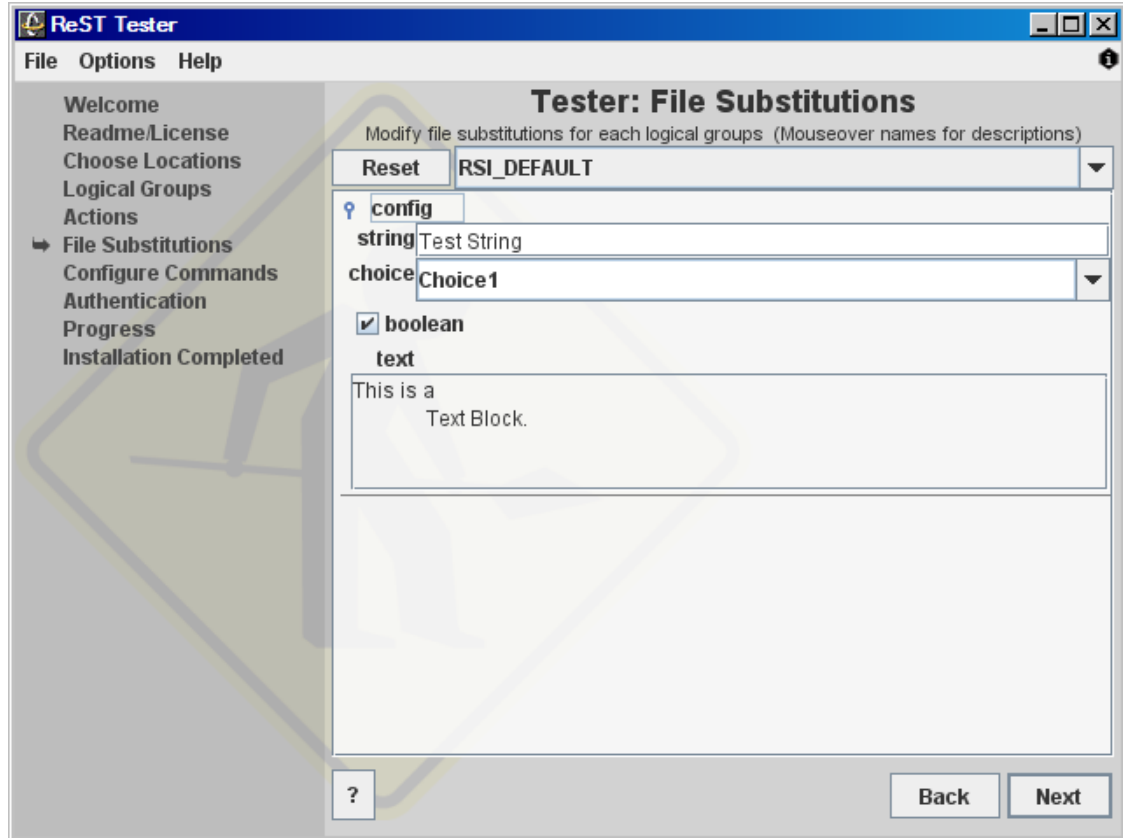 ReST Tester
File Options Help
Welcome
Readme/License
Choose Locations
Logical Groups
Actions
File Substitutions
Configure Commands
Authentication
Progress
Installation Completed
Tester: File Substitutions
Modify file substitutions for each logical groups (Mouseover names for descriptions)
Reset RSI_DEFAULT
config
string Test String
choice Choice1
boolean
text
This is a
Text Block.
? Back Next